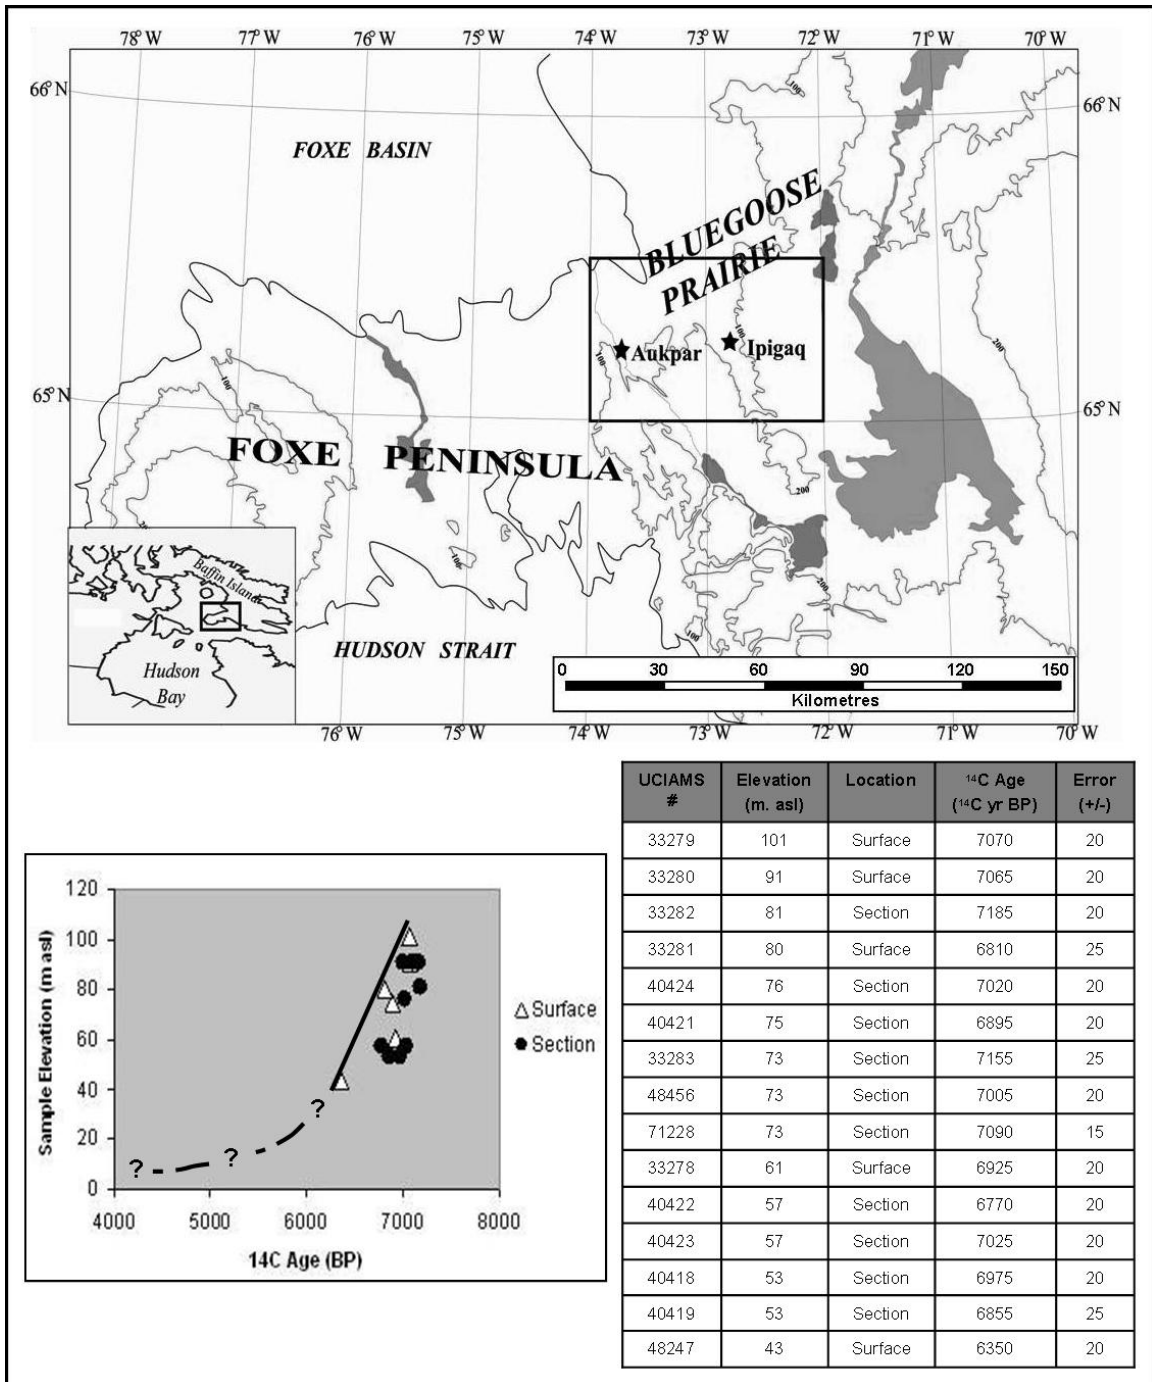 78° W 77° W 76° W 75° W 74° W 73° W 72° W 71° W 70° W
66° N 66° N
100
FOXE BASIN
BLUEGOOSE
PRAIRIE
100
Aukpar
Ipigaq
100
200
100
65° N 65° N
FOXE PENINSULA
200
100
200
100
Baffin Island
Hudson
Bay
HUDSON STRAIT
0 30 60 90 120 150
Kilometres
76° W 75° W 74° W 73° W 72° W 71° W 70° W
UCIAMS # Elevation (m. asl) Location ¹⁴C Age (¹⁴C yr BP) Error (+/-)
33279 101 Surface 7070 20
33280 91 Surface 7065 20
33282 81 Section 7185 20
33281 80 Surface 6810 25
40424 76 Section 7020 20
40421 75 Section 6895 20
33283 73 Section 7155 25
48456 73 Section 7005 20
71228 73 Section 7090 15
33278 61 Surface 6925 20
40422 57 Section 6770 20
40423 57 Section 7025 20
40418 53 Section 6975 20
40419 53 Section 6855 25
48247 43 Surface 6350 20
Sample Elevation (m asl)
120
100
80
60
40
20
0
? ? ?
4000 5000 6000 7000 8000
14C Age (BP)
Surface
Section